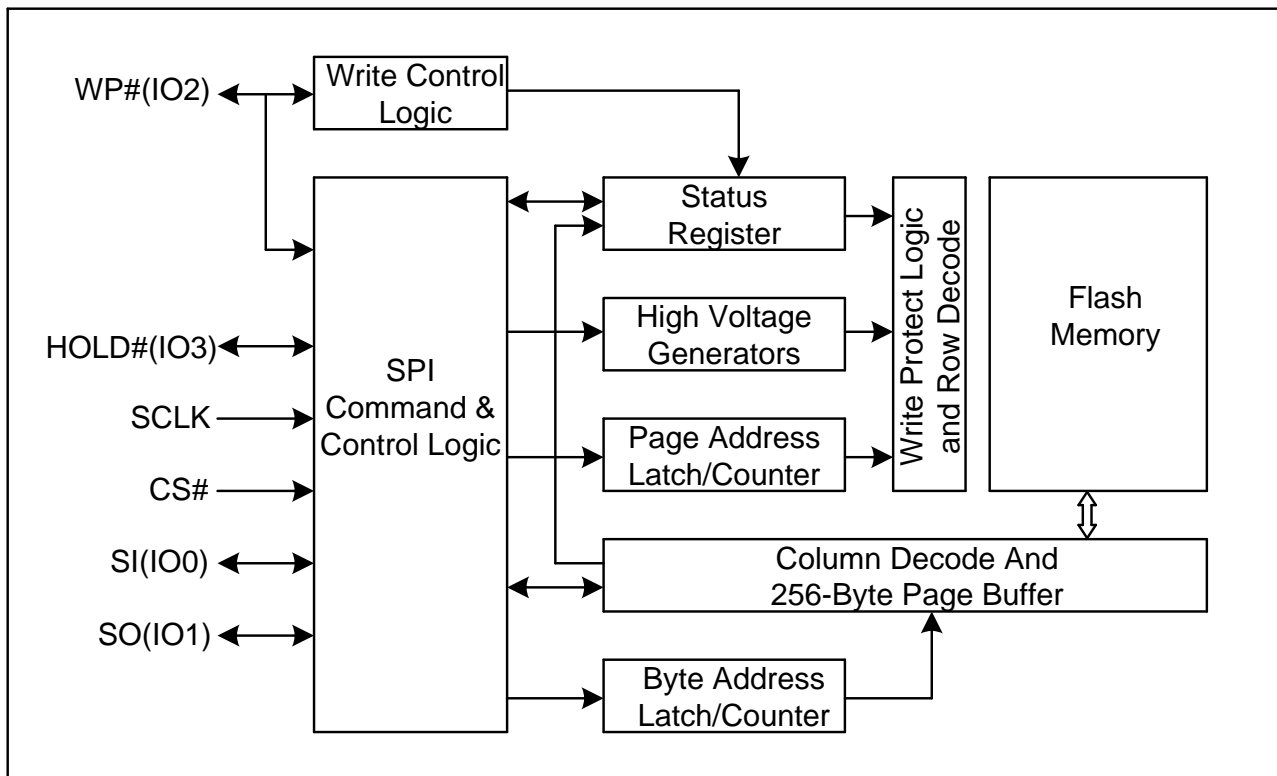 WP#(IO2)
Write Control
Logic
HOLD#(IO3)
SCLK
CS#
SI(IO0)
SO(IO1)
SPI
Command &
Control Logic
Status
Register
High Voltage
Generators
Page Address
Latch/Counter
Write Protect Logic
and Row Decode
Flash
Memory
Column Decode And
256-Byte Page Buffer
Byte Address
Latch/Counter